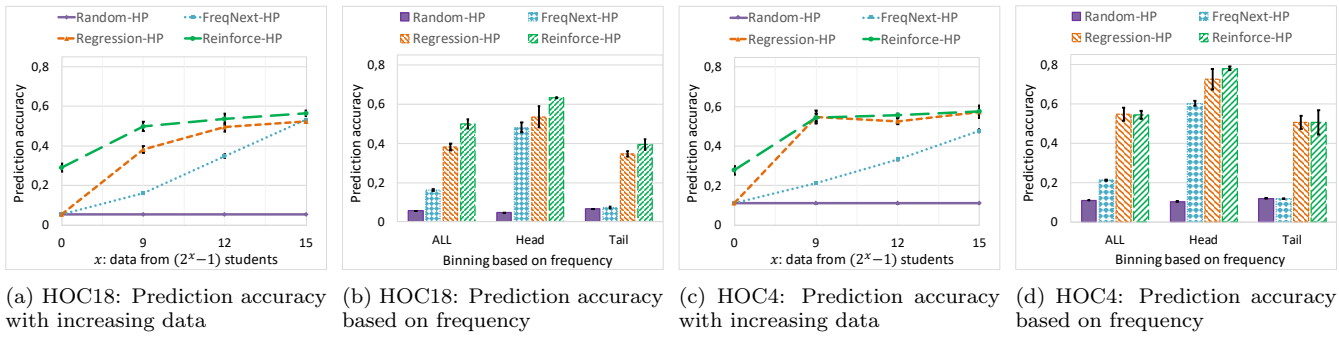 Random-HP FreqNext-HP
Regression-HP Reinforce-HP
Prediction accuracy
0,8
0,6
0,4
0,2
0
0 9 12 15
x: data from (2^x−1) students
(a) HOC18: Prediction accuracy
with increasing data
Random-HP FreqNext-HP
Regression-HP Reinforce-HP
Prediction accuracy
0,8
0,6
0,4
0,2
0
ALL Head Tail
Binning based on frequency
(b) HOC18: Prediction accuracy
based on frequency
Random-HP FreqNext-HP
Regression-HP Reinforce-HP
Prediction accuracy
0,8
0,6
0,4
0,2
0
0 9 12 15
x: data from (2^x−1) students
(c) HOC4: Prediction accuracy
with increasing data
Random-HP FreqNext-HP
Regression-HP Reinforce-HP
Prediction accuracy
0,8
0,6
0,4
0,2
0
ALL Head Tail
Binning based on frequency
(d) HOC4: Prediction accuracy
based on frequency